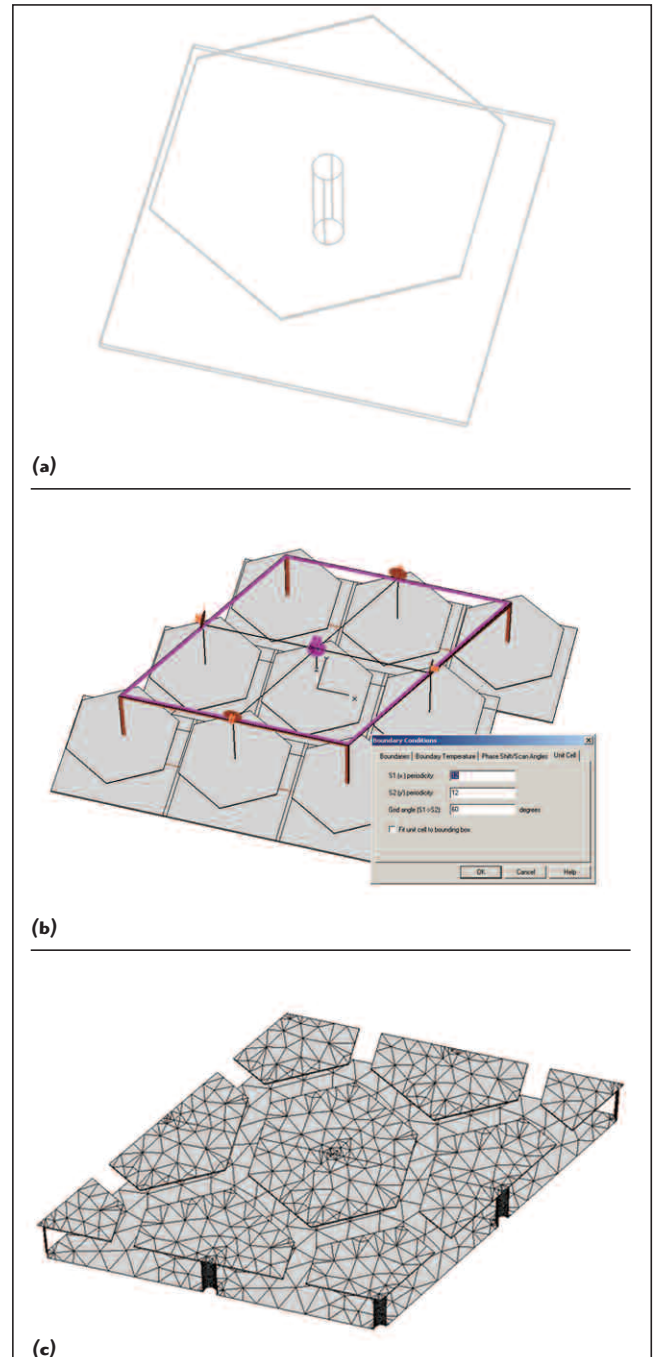 (a)
x
Boundary Conditions
Boundaries Boundary Temperature Phase Shift/Scan Angles Unit Cell
S1 (x) periodicity: 12
S2 (y) periodicity: 12
Grid angle (S1->S2): 60 degrees
Fit unit cell to bounding box
OK Cancel Help
(b)
(c)